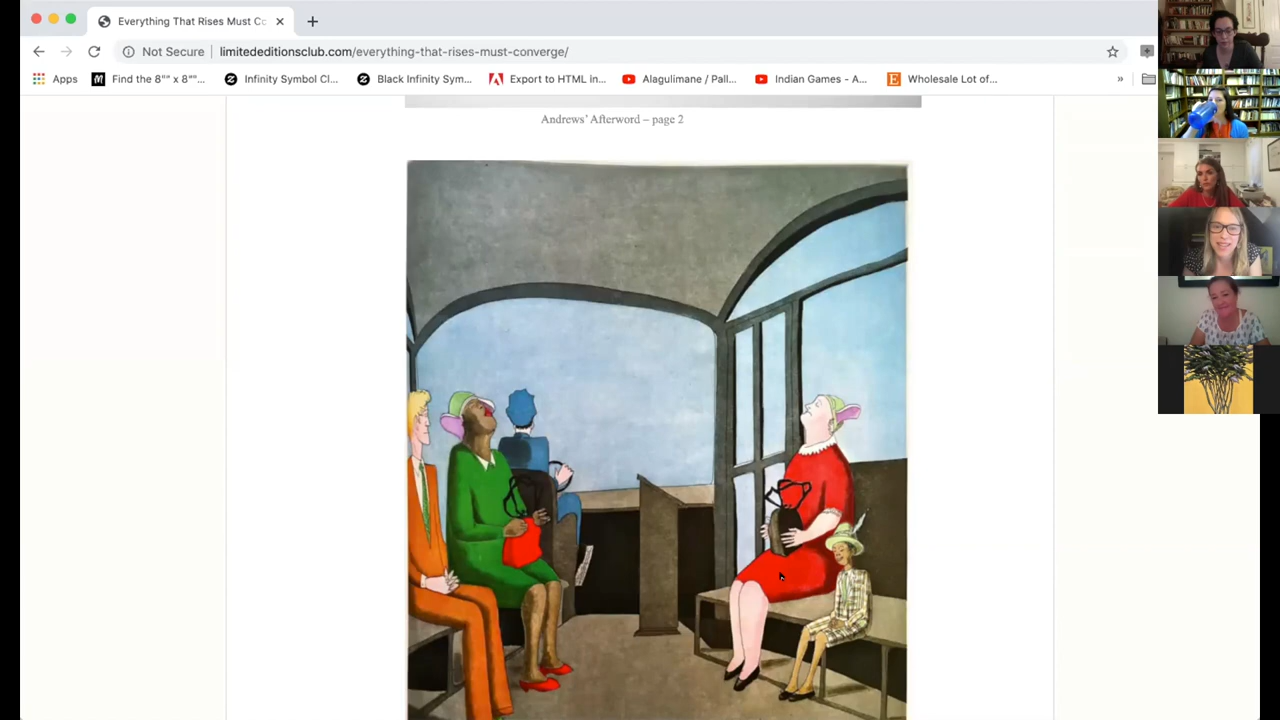 Everything That Rises Must Co
Not Secure limitededitionsclub.com/everything-that-rises-must-converge/
Apps Find the 8"" x 8""... Infinity Symbol Cl... Black Infinity Sym... Export to HTML in... Alagulimane / Pall... Indian Games - A... Wholesale Lot of... »
Andrews' Afterword – page 2